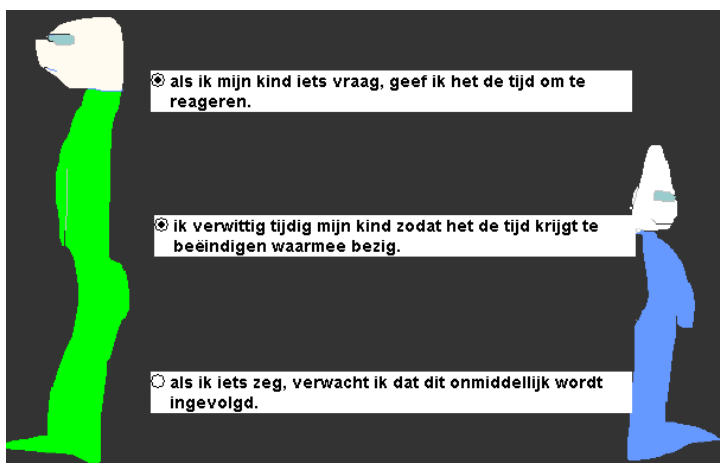 als ik mijn kind iets vraag, geef ik het de tijd om te
reageren.
ik verwittig tijdig mijn kind zodat het de tijd krijgt te
beëindigen waarmee bezig.
als ik iets zeg, verwacht ik dat dit onmiddellijk wordt
ingevolgd.